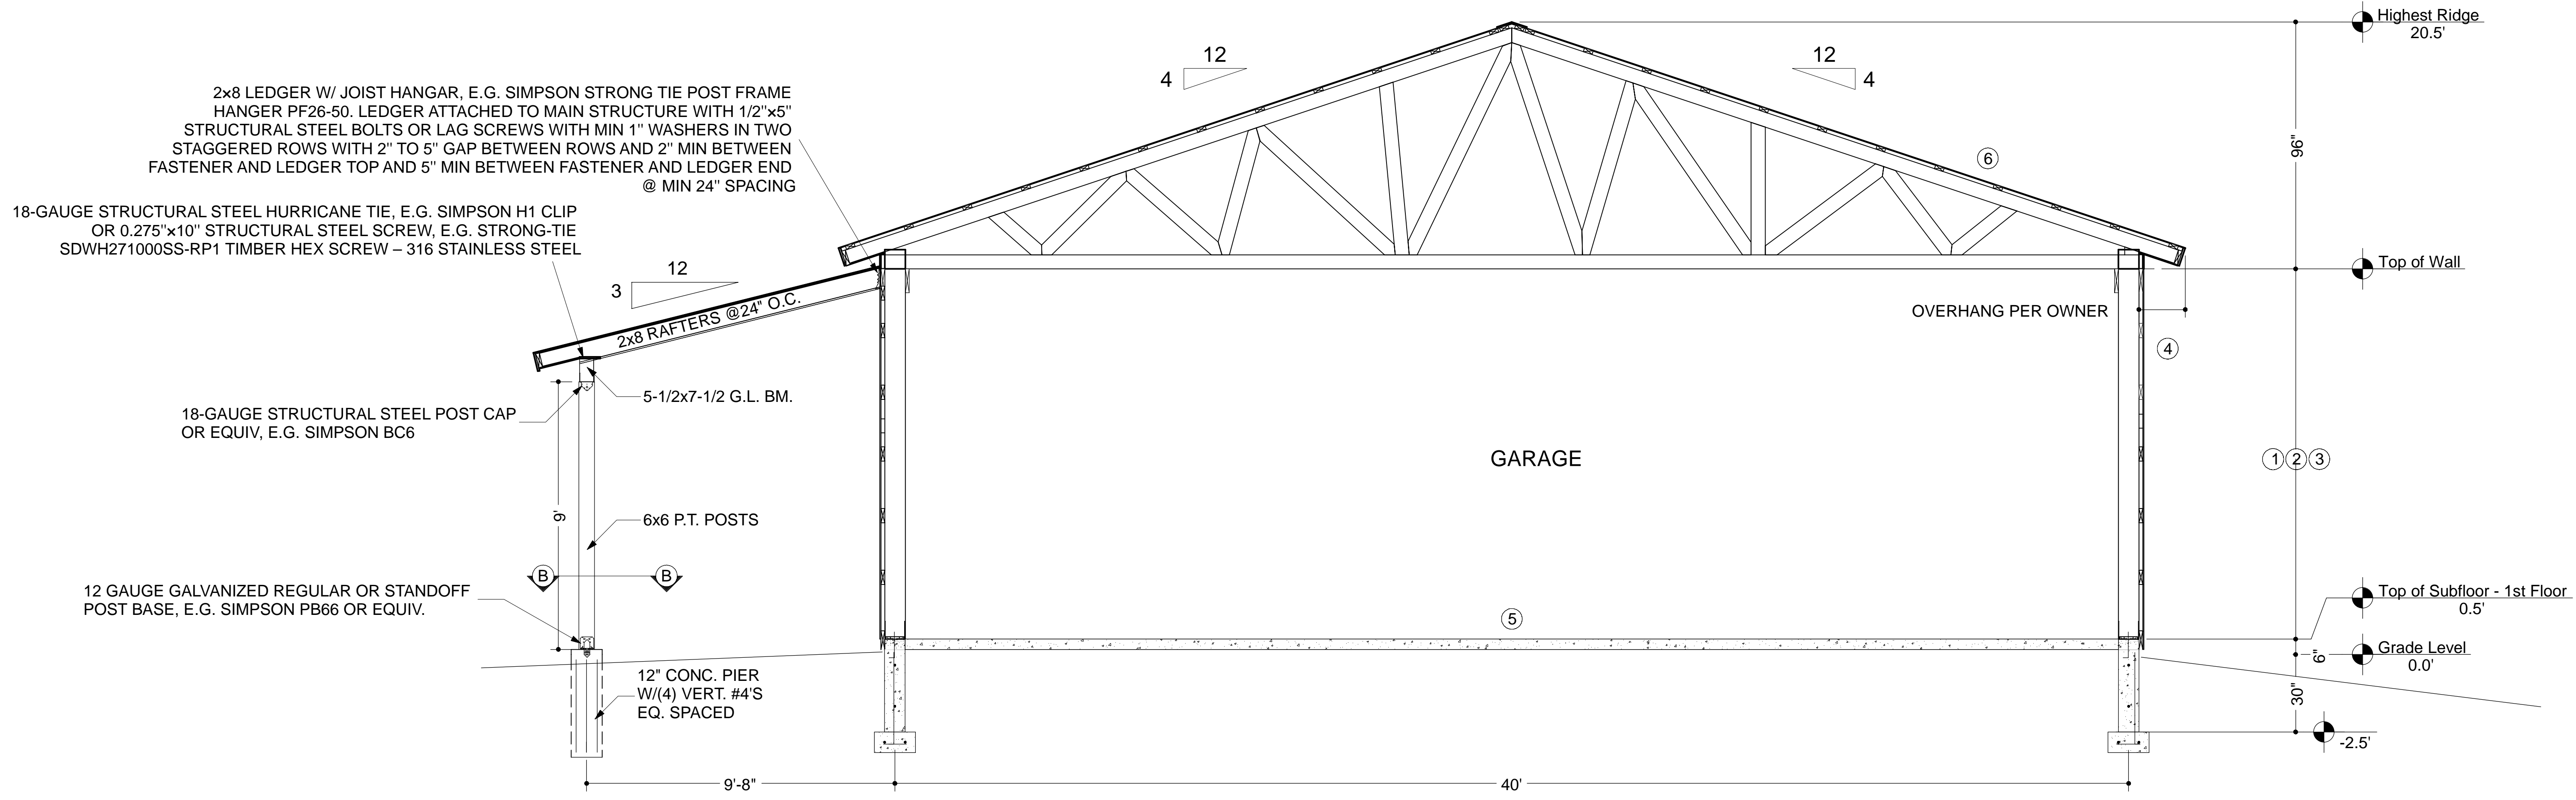 Highest Ridge
20.5'
12
4
12
4
2×8 LEDGER W/ JOIST HANGAR, E.G. SIMPSON STRONG TIE POST FRAME
HANGER PF26-50. LEDGER ATTACHED TO MAIN STRUCTURE WITH 1/2"×5"
STRUCTURAL STEEL BOLTS OR LAG SCREWS WITH MIN 1" WASHERS IN TWO
STAGGERED ROWS WITH 2" TO 5" GAP BETWEEN ROWS AND 2" MIN BETWEEN
FASTENER AND LEDGER TOP AND 5" MIN BETWEEN FASTENER AND LEDGER END
@ MIN 24" SPACING
96"
6
18-GAUGE STRUCTURAL STEEL HURRICANE TIE, E.G. SIMPSON H1 CLIP
OR 0.275"×10" STRUCTURAL STEEL SCREW, E.G. STRONG-TIE
SDWH271000SS-RP1 TIMBER HEX SCREW – 316 STAINLESS STEEL
12
3
Top of Wall
2x8 RAFTERS @24" O.C.
OVERHANG PER OWNER
4
5-1/2x7-1/2 G.L. BM.
18-GAUGE STRUCTURAL STEEL POST CAP
OR EQUIV, E.G. SIMPSON BC6
GARAGE
1 2 3
9'
6x6 P.T. POSTS
B
B
12 GAUGE GALVANIZED REGULAR OR STANDOFF
POST BASE, E.G. SIMPSON PB66 OR EQUIV.
5
Top of Subfloor - 1st Floor
0.5'
6"
Grade Level
0.0'
12" CONC. PIER
W/(4) VERT. #4'S
EQ. SPACED
30"
-2.5'
9'-8"
40'